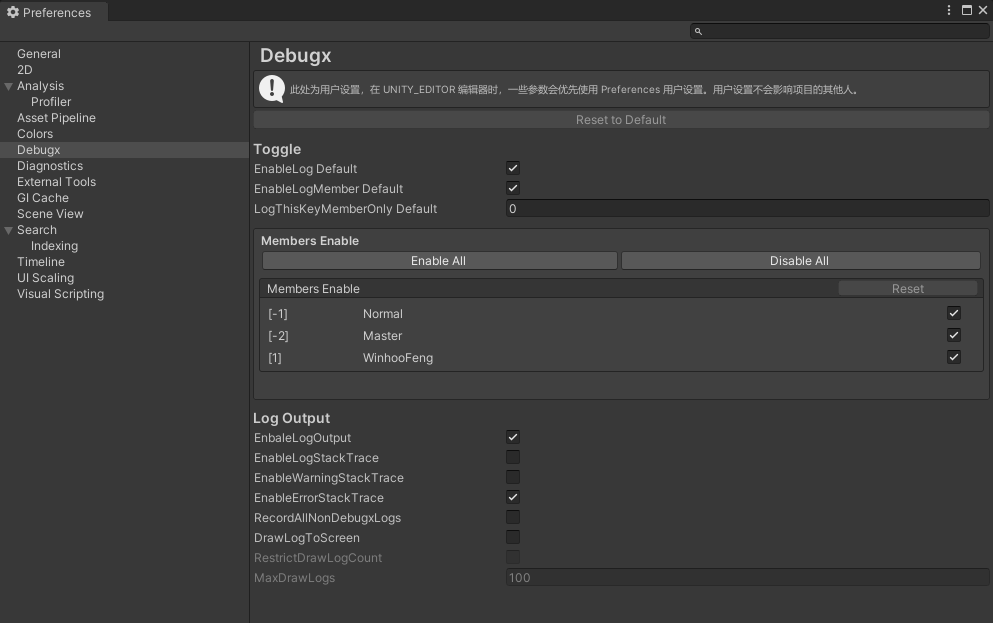 Preferences
General
2D
Analysis
Profiler
Asset Pipeline
Colors
Debugx
Diagnostics
External Tools
GI Cache
Scene View
Search
Indexing
Timeline
UI Scaling
Visual Scripting
Debugx
此处为用户设置，在 UNITY_EDITOR 编辑器时，一些参数会优先使用 Preferences 用户设置。用户设置不会影响项目的其他人。
Reset to Default
Toggle
EnableLog Default
EnableLogMember Default
LogThisKeyMemberOnly Default 0
Members Enable
Enable All Disable All
Members Enable Reset
[-1] Normal
[-2] Master
[1] WinhooFeng
Log Output
EnbaleLogOutput
EnableLogStackTrace
EnableWarningStackTrace
EnableErrorStackTrace
RecordAllNonDebugxLogs
DrawLogToScreen
RestrictDrawLogCount
MaxDrawLogs 100